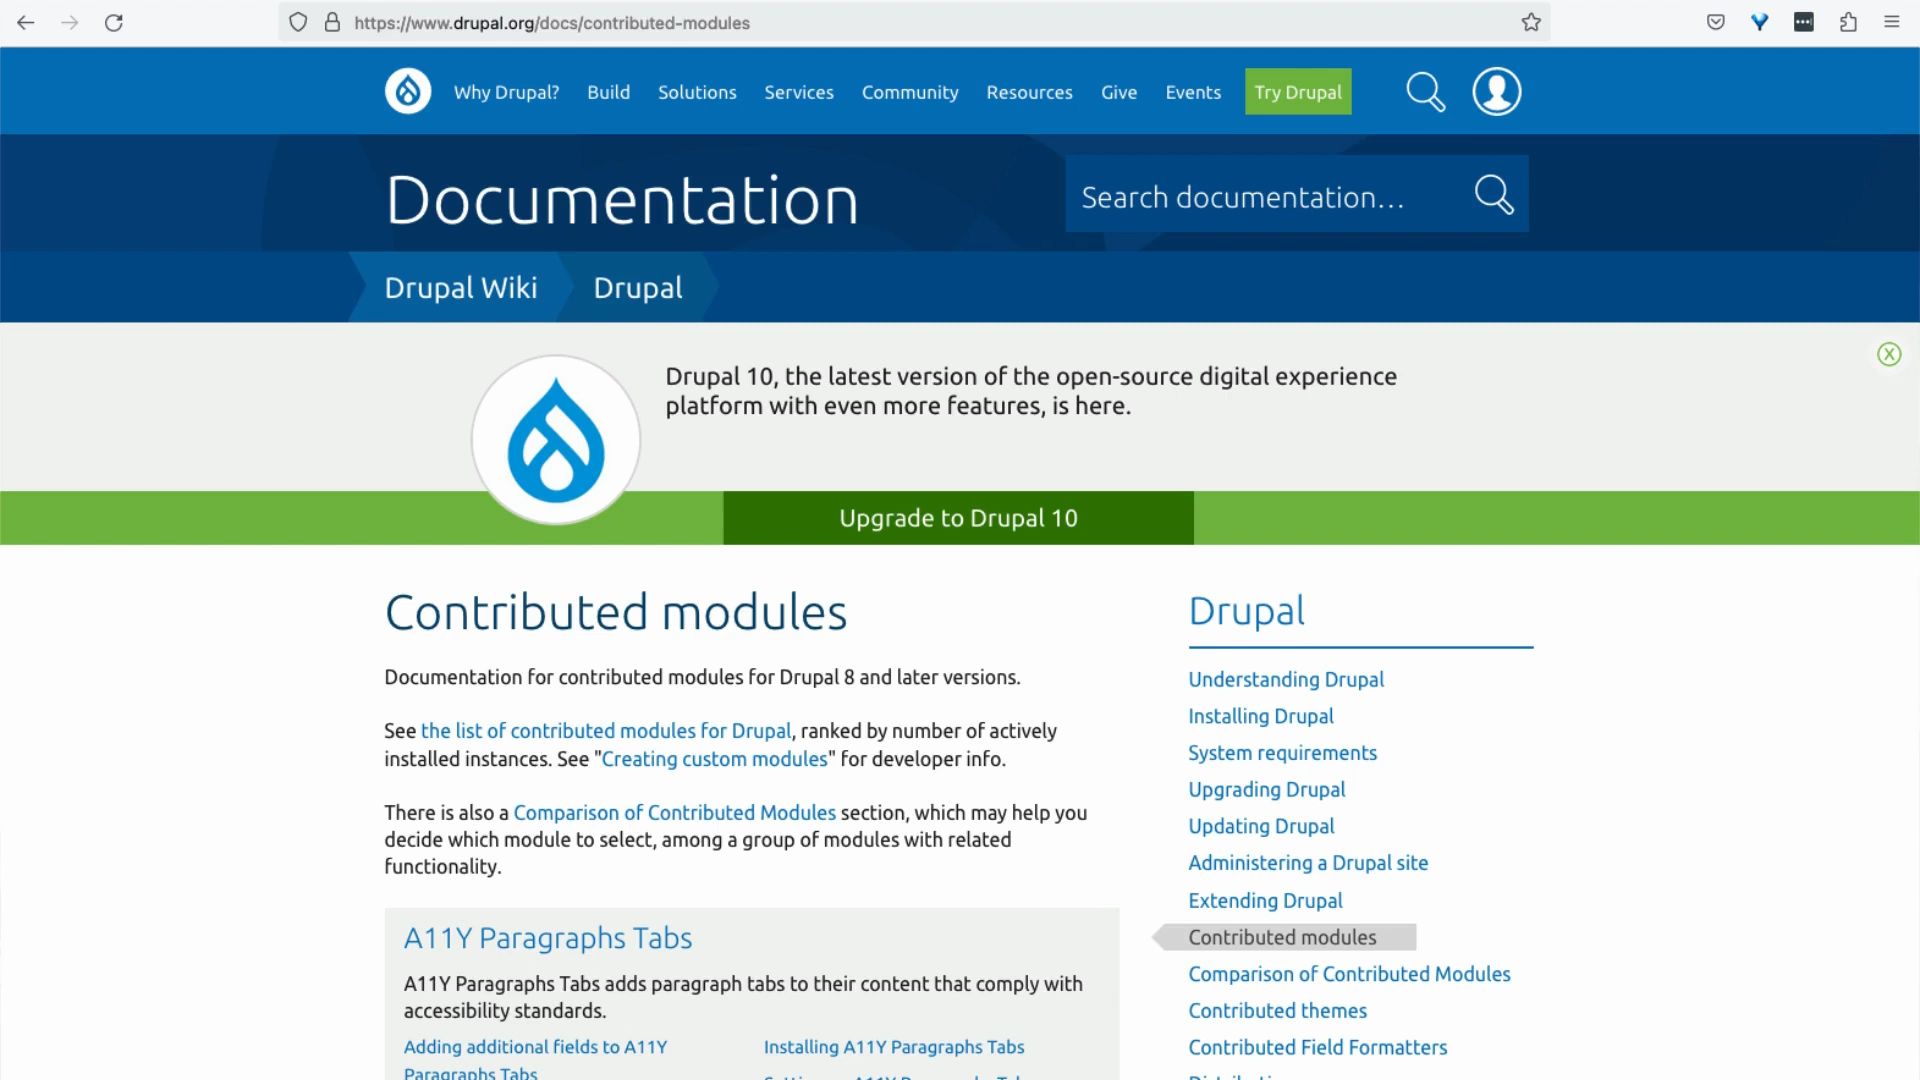 https://www.drupal.org/docs/contributed-modules
Why Drupal?
Build
Solutions
Services
Community
Resources
Give
Events
Try Drupal
Documentation
Search documentation...
Drupal Wiki
Drupal
Drupal 10, the latest version of the open-source digital experience
platform with even more features, is here.
X
Upgrade to Drupal 10
Contributed modules
Documentation for contributed modules for Drupal 8 and later versions.
See the list of contributed modules for Drupal, ranked by number of actively
installed instances. See "Creating custom modules" for developer info.
There is also a Comparison of Contributed Modules section, which may help you
decide which module to select, among a group of modules with related
functionality.
A11Y Paragraphs Tabs
A11Y Paragraphs Tabs adds paragraph tabs to their content that comply with
accessibility standards.
Adding additional fields to A11Y
Paragraphs Tabs
Installing A11Y Paragraphs Tabs
Drupal
Understanding Drupal
Installing Drupal
System requirements
Upgrading Drupal
Updating Drupal
Administering a Drupal site
Extending Drupal
Contributed modules
Comparison of Contributed Modules
Contributed themes
Contributed Field Formatters